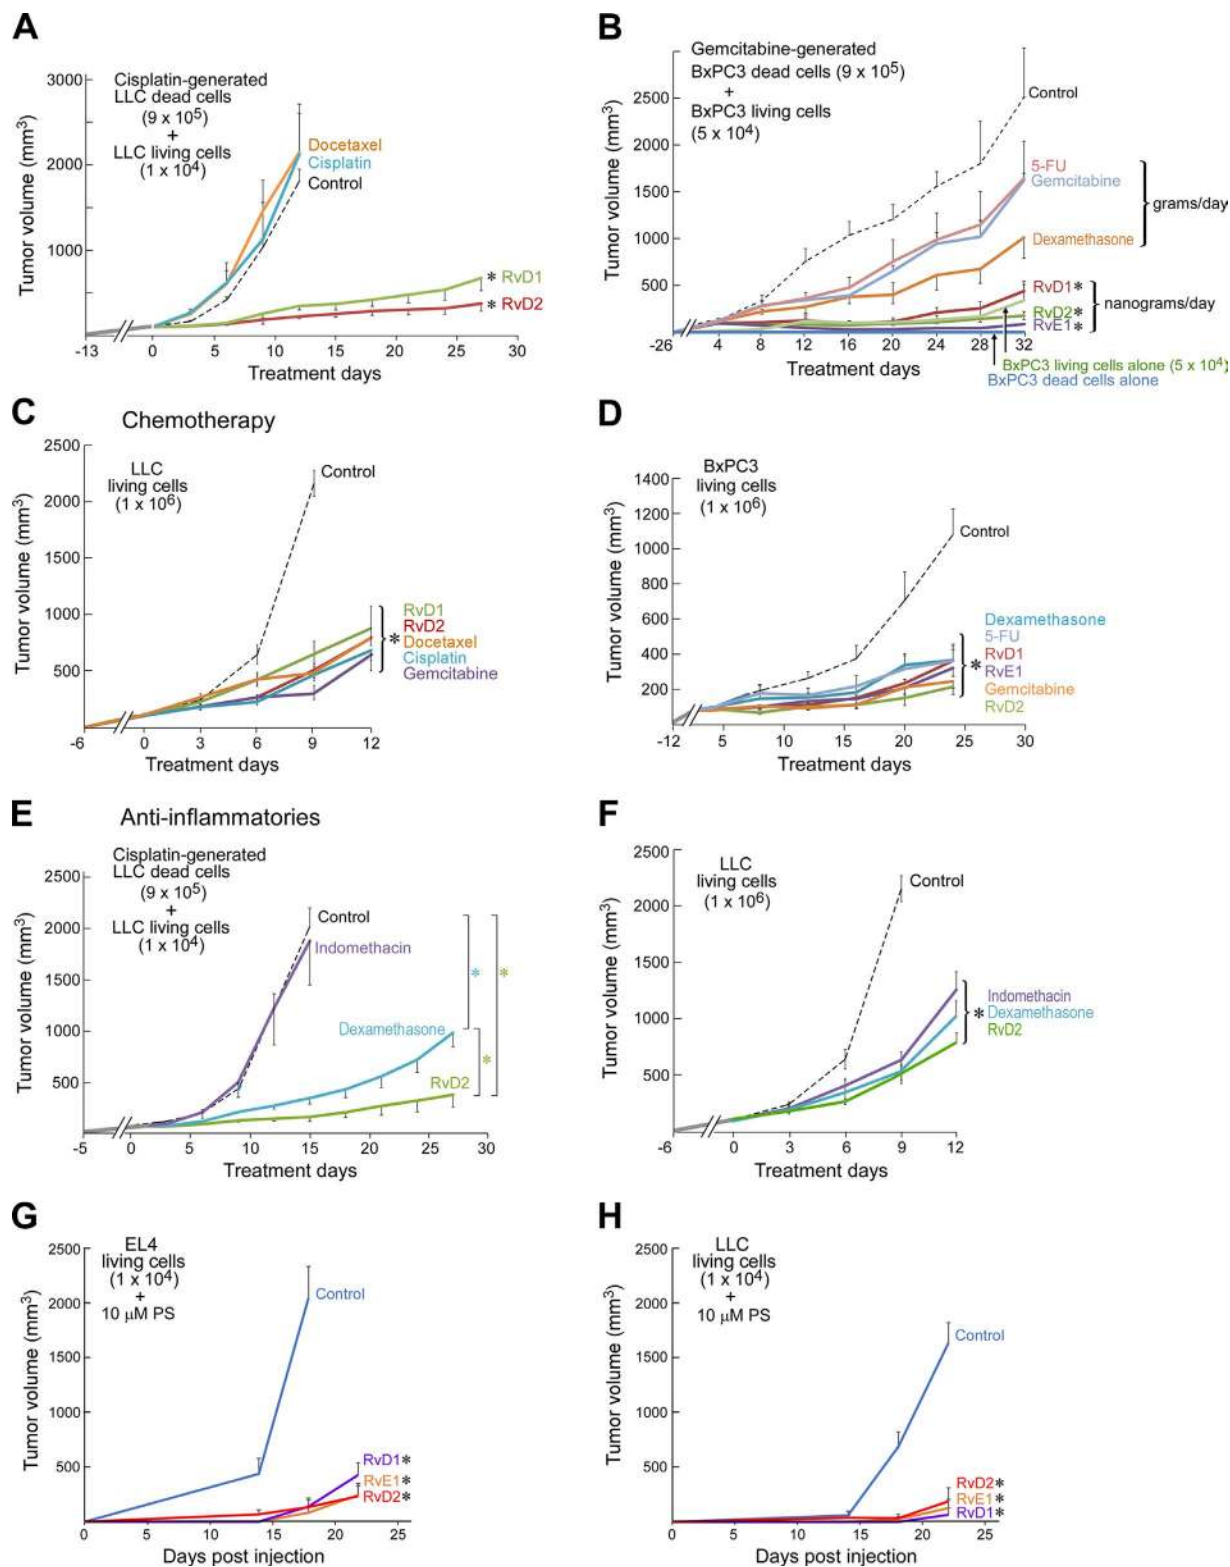 A
Cisplatin-generated
LLC dead cells
(9 x 10⁵)
+
LLC living cells
(1 x 10⁴)
Tumor volume (mm³)
3000
2000
1000
Docetaxel
Cisplatin
Control
* RvD1
* RvD2
-13
0
5
10
15
20
25
30
Treatment days
B
Gemcitabine-generated
BxPC3 dead cells (9 x 10⁵)
+
BxPC3 living cells
(5 x 10⁴)
Tumor volume (mm³)
2500
2000
1500
1000
500
Control
5-FU
Gemcitabine
Dexamethasone
grams/day
RvD1*
RvD2*
RvE1*
nanograms/day
-26
4
8
12
16
20
24
28
32
Treatment days
BxPC3 living cells alone (5 x 10⁴)
BxPC3 dead cells alone
C
Chemotherapy
LLC
living cells
(1 x 10⁶)
Tumor volume (mm³)
2500
2000
1500
1000
500
Control
RvD1
RvD2
* Docetaxel
Cisplatin
Gemcitabine
-6
0
3
6
9
12
Treatment days
D
BxPC3
living cells
(1 x 10⁶)
Tumor volume (mm³)
1400
1200
1000
800
600
400
200
Control
Dexamethasone
5-FU
RvD1
* RvE1
Gemcitabine
RvD2
-12
5
10
15
20
25
30
Treatment days
E
Anti-inflammatories
Cisplatin-generated
LLC dead cells
(9 x 10⁵)
+
LLC living cells
(1 x 10⁴)
Tumor volume (mm³)
2500
2000
1500
1000
500
Control
Indomethacin
* *
Dexamethasone
*
RvD2
-5
0
5
10
15
20
25
30
Treatment days
F
LLC
living cells
(1 x 10⁶)
Tumor volume (mm³)
2500
2000
1500
1000
500
Control
Indomethacin
* Dexamethasone
RvD2
-6
0
3
6
9
12
Treatment days
G
EL4
living cells
(1 x 10⁴)
+
10 µM PS
Tumor volume (mm³)
2500
2000
1500
1000
500
Control
RvD1*
RvE1*
RvD2*
0
5
10
15
20
25
Days post injection
H
LLC
living cells
(1 x 10⁴)
+
10 µM PS
Tumor volume (mm³)
2500
2000
1500
1000
500
Control
RvD2*
RvE1*
RvD1*
0
5
10
15
20
25
Days post injection